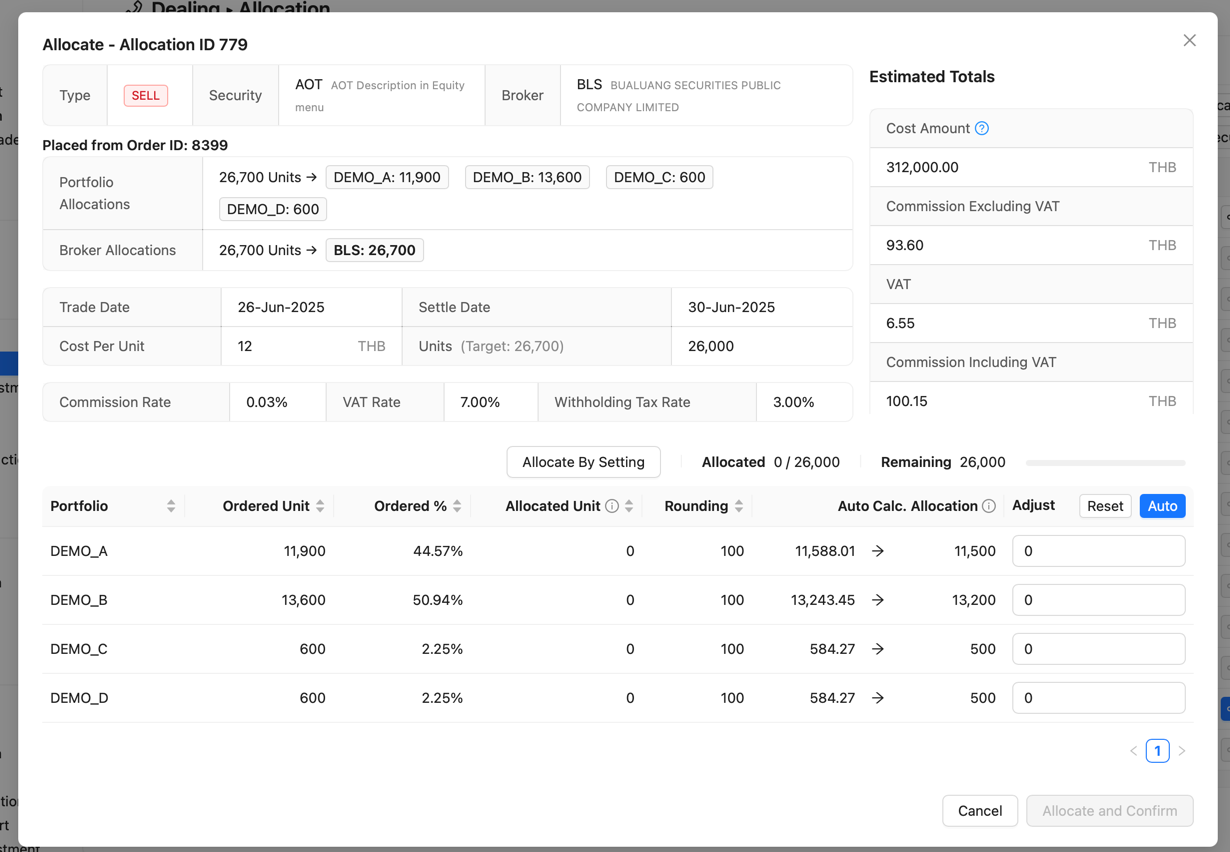 Dealing ▸ Allocation
Allocate - Allocation ID 779
Type SELL Security AOT AOT Description in Equity menu Broker BLS BUALUANG SECURITIES PUBLIC COMPANY LIMITED
Placed from Order ID: 8399
Portfolio Allocations 26,700 Units → DEMO_A: 11,900 DEMO_B: 13,600 DEMO_C: 600
DEMO_D: 600
Broker Allocations 26,700 Units → BLS: 26,700
Trade Date 26-Jun-2025 Settle Date 30-Jun-2025
Cost Per Unit 12 THB Units (Target: 26,700) 26,000
Commission Rate 0.03% VAT Rate 7.00% Withholding Tax Rate 3.00%
Estimated Totals
Cost Amount
312,000.00 THB
Commission Excluding VAT
93.60 THB
VAT
6.55 THB
Commission Including VAT
100.15 THB
Allocate By Setting Allocated 0 / 26,000 Remaining 26,000
Portfolio Ordered Unit Ordered % Allocated Unit Rounding Auto Calc. Allocation Adjust Reset Auto
DEMO_A 11,900 44.57% 0 100 11,588.01 → 11,500 0
DEMO_B 13,600 50.94% 0 100 13,243.45 → 13,200 0
DEMO_C 600 2.25% 0 100 584.27 → 500 0
DEMO_D 600 2.25% 0 100 584.27 → 500 0
< 1 >
Cancel Allocate and Confirm